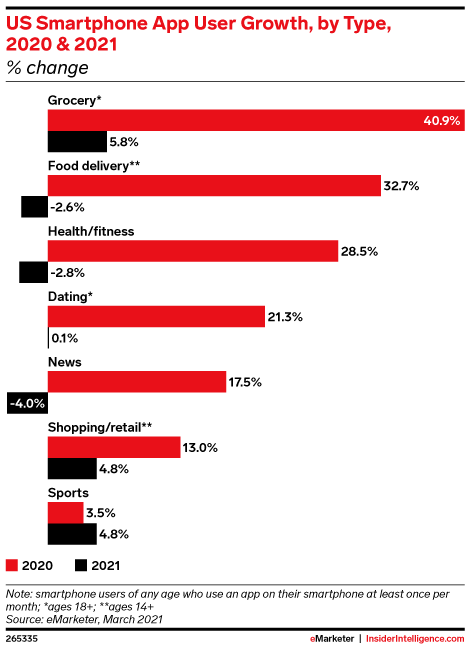 US Smartphone App User Growth, by Type,
2020 & 2021
% change
Grocery*
40.9%
5.8%
Food delivery**
32.7%
-2.6%
Health/fitness
28.5%
-2.8%
Dating*
21.3%
0.1%
News
17.5%
-4.0%
Shopping/retail**
13.0%
4.8%
Sports
3.5%
4.8%
2020 2021
Note: smartphone users of any age who use an app on their smartphone at least once per
month; *ages 18+; **ages 14+
Source: eMarketer, March 2021
265335 eMarketer | InsiderIntelligence.com